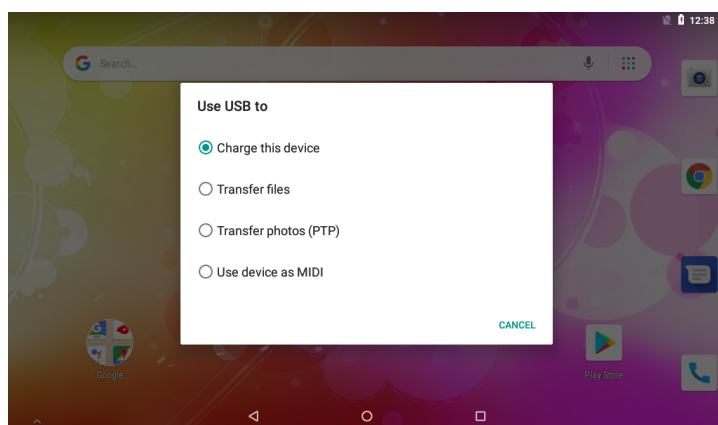 12:38
Search...
Use USB to
Charge this device
Transfer files
Transfer photos (PTP)
Use device as MIDI
CANCEL
Google
Play Store